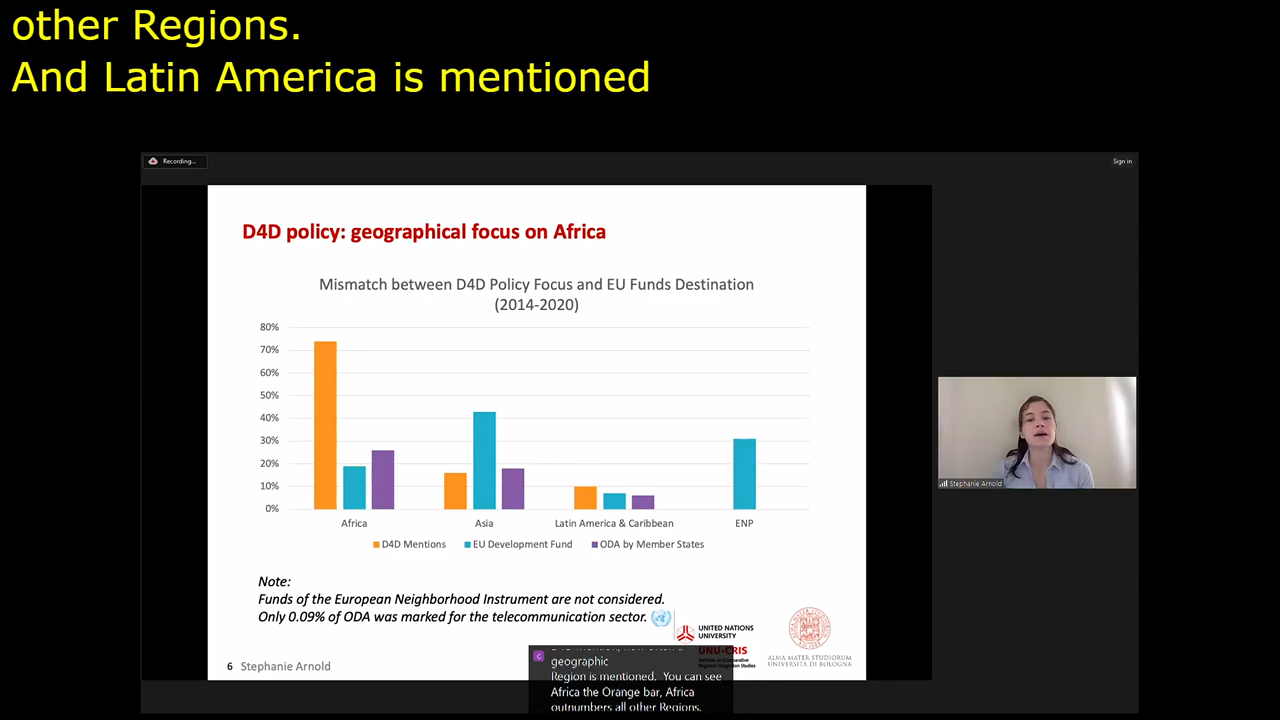 other Regions.
And Latin America is mentioned
Recording...
Sign in
D4D policy: geographical focus on Africa
Mismatch between D4D Policy Focus and EU Funds Destination
(2014-2020)
80%
70%
60%
50%
40%
30%
20%
10%
0%
Africa
Asia
Latin America & Caribbean
ENP
D4D Mentions
EU Development Fund
ODA by Member States
Note:
Funds of the European Neighborhood Instrument are not considered.
Only 0.09% of ODA was marked for the telecommunication sector.
UNITED NATIONS
UNIVERSITY
UNU-CRIS
ALMA MATER STUDIORUM
UNIVERSITÀ DI BOLOGNA
6 Stephanie Arnold
C
geographic
Region is mentioned. You can see
Africa the Orange bar, Africa
outnumbers all other Regions.
Stephanie Arnold